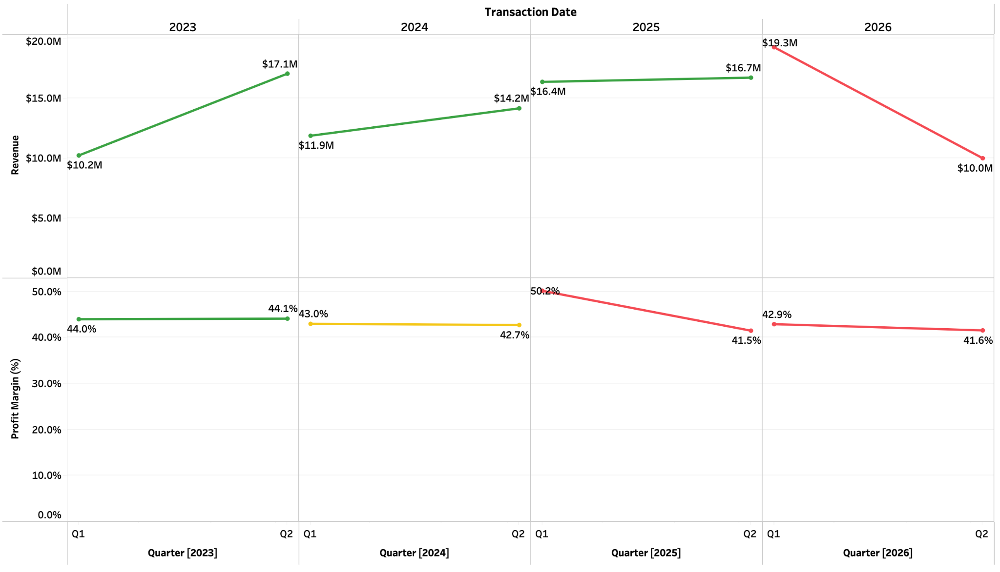 Transaction Date
2023 2024 2025 2026
Revenue
$20.0M
$15.0M
$10.0M
$5.0M
$0.0M
$10.2M
$17.1M
$11.9M
$14.2M
$16.4M
$16.7M
$19.3M
$10.0M
Profit Margin (%)
50.0%
40.0%
30.0%
20.0%
10.0%
0.0%
44.0%
44.1%
43.0%
42.7%
50.2%
41.5%
42.9%
41.6%
Q1 Q2 Q1 Q2 Q1 Q2 Q1 Q2
Quarter [2023] Quarter [2024] Quarter [2025] Quarter [2026]